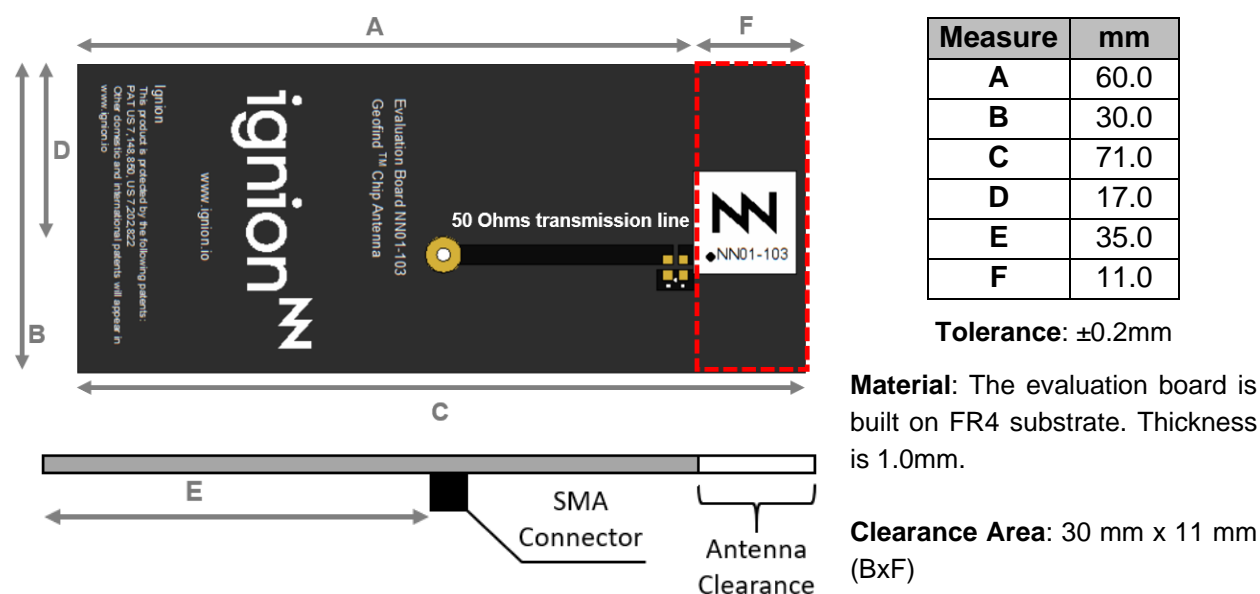 A
F
D
B
Ignion
This product is protected by the following patents:
PAT US 7,148,850, US 7,202,822
Other domestic and international patents will appear in
www.ignion.io
www.ignion.io
ignion
Evaluation Board NN01-103
Geofind TM Chip Antenna
50 Ohms transmission line
NN01-103
C
E
SMA
Connector
Antenna
Clearance
Measure mm
A 60.0
B 30.0
C 71.0
D 17.0
E 35.0
F 11.0
Tolerance: ±0.2mm
Material: The evaluation board is
built on FR4 substrate. Thickness
is 1.0mm.
Clearance Area: 30 mm x 11 mm
(BxF)